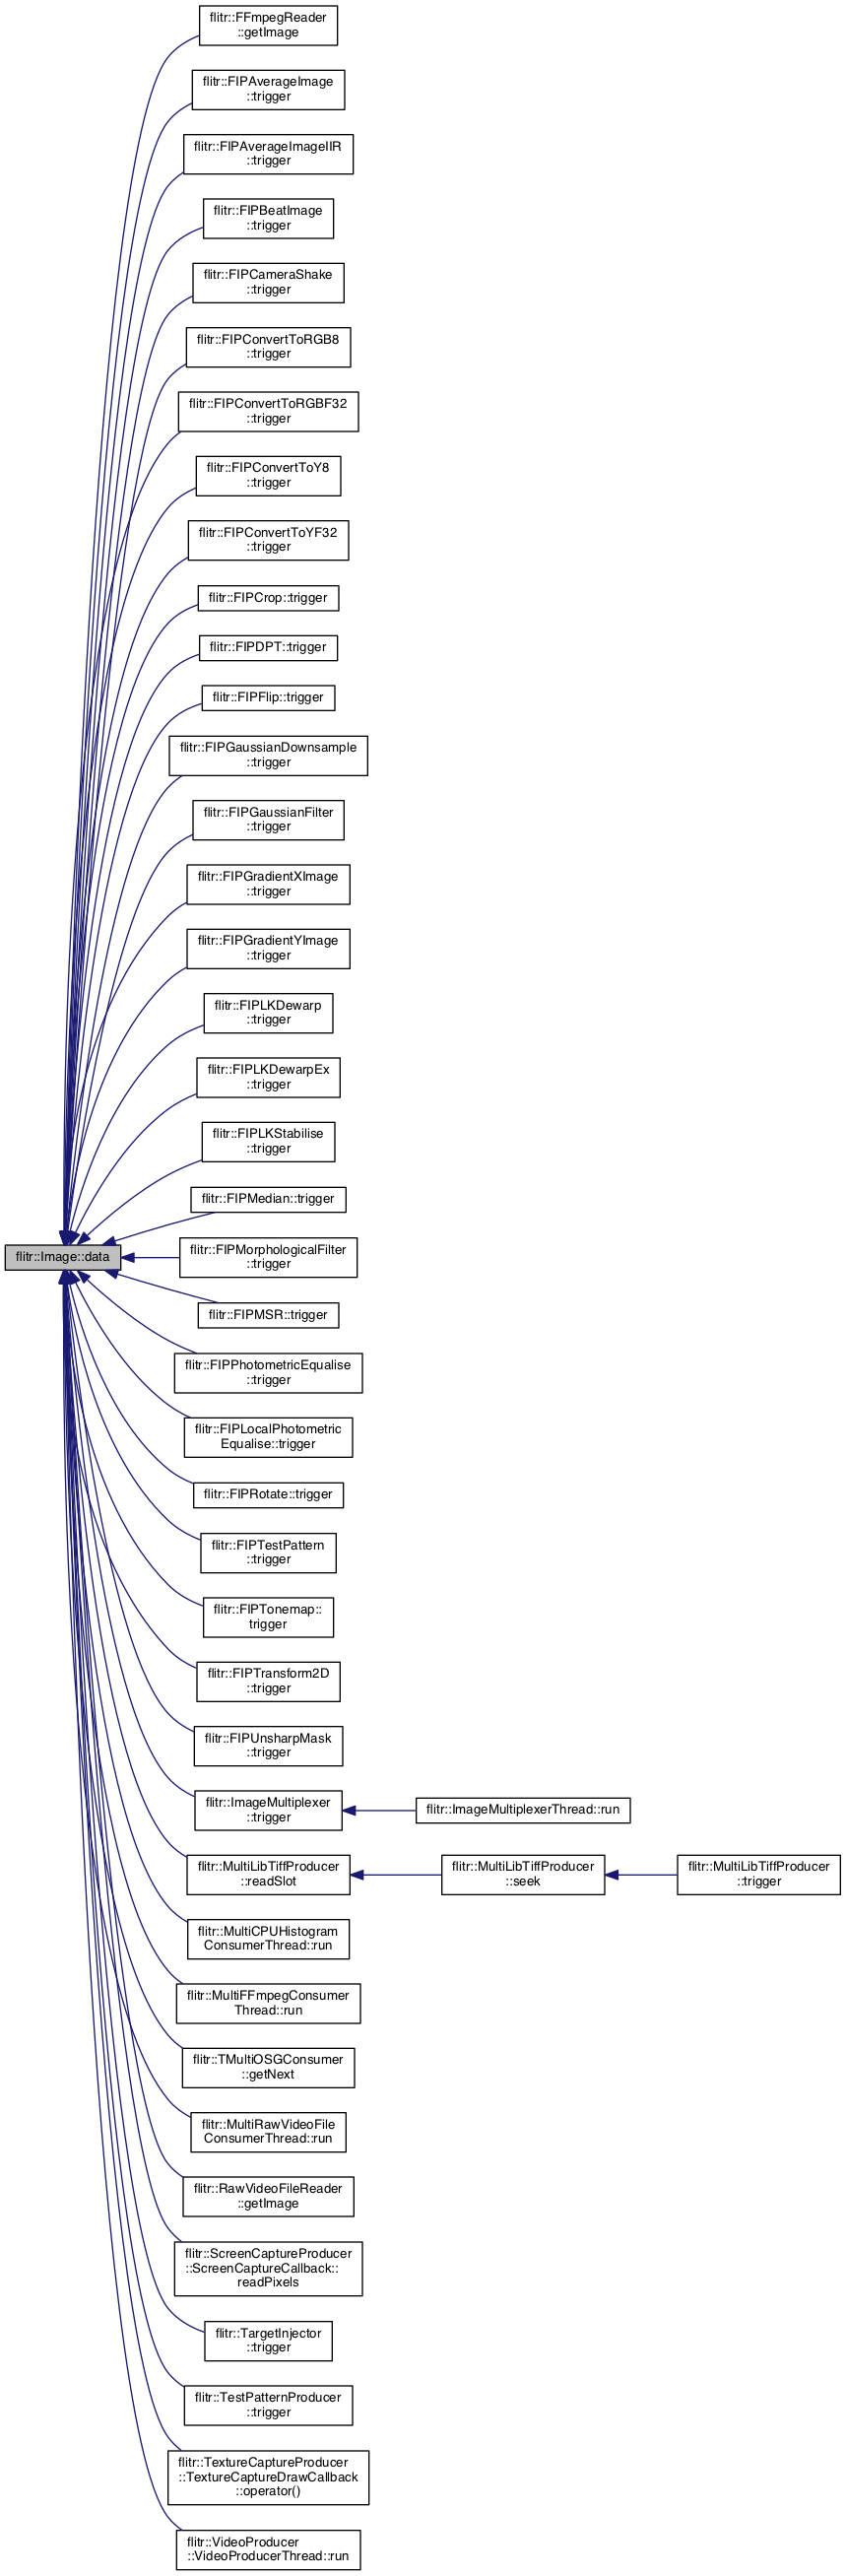 flitr::FFmpegReader
::getImage
flitr::FIPAverageImage
::trigger
flitr::FIPAverageImageIIR
::trigger
flitr::FIPBeatImage
::trigger
flitr::FIPCameraShake
::trigger
flitr::FIPConvertToRGB8
::trigger
flitr::FIPConvertToRGBF32
::trigger
flitr::FIPConvertToY8
::trigger
flitr::FIPConvertToYF32
::trigger
flitr::FIPCrop::trigger
flitr::FIPDPT::trigger
flitr::FIPFlip::trigger
flitr::FIPGaussianDownsample
::trigger
flitr::FIPGaussianFilter
::trigger
flitr::FIPGradientXImage
::trigger
flitr::FIPGradientYImage
::trigger
flitr::FIPLKDewarp
::trigger
flitr::FIPLKDewarpEx
::trigger
flitr::FIPLKStabilise
::trigger
flitr::FIPMedian::trigger
flitr::Image::data
flitr::FIPMorphologicalFilter
::trigger
flitr::FIPMSR::trigger
flitr::FIPPhotometricEqualise
::trigger
flitr::FIPLocalPhotometric
Equalise::trigger
flitr::FIPRotate::trigger
flitr::FIPTestPattern
::trigger
flitr::FIPTonemap::
trigger
flitr::FIPTransform2D
::trigger
flitr::FIPUnsharpMask
::trigger
flitr::ImageMultiplexer
::trigger
flitr::ImageMultiplexerThread::run
flitr::MultiLibTiffProducer
::readSlot
flitr::MultiLibTiffProducer
::seek
flitr::MultiLibTiffProducer
::trigger
flitr::MultiCPUHistogram
ConsumerThread::run
flitr::MultiFFmpegConsumer
Thread::run
flitr::TMultiOSGConsumer
::getNext
flitr::MultiRawVideoFile
ConsumerThread::run
flitr::RawVideoFileReader
::getImage
flitr::ScreenCaptureProducer
::ScreenCaptureCallback::
readPixels
flitr::TargetInjector
::trigger
flitr::TestPatternProducer
::trigger
flitr::TextureCaptureProducer
::TextureCaptureDrawCallback
::operator()
flitr::VideoProducer
::VideoProducerThread::run